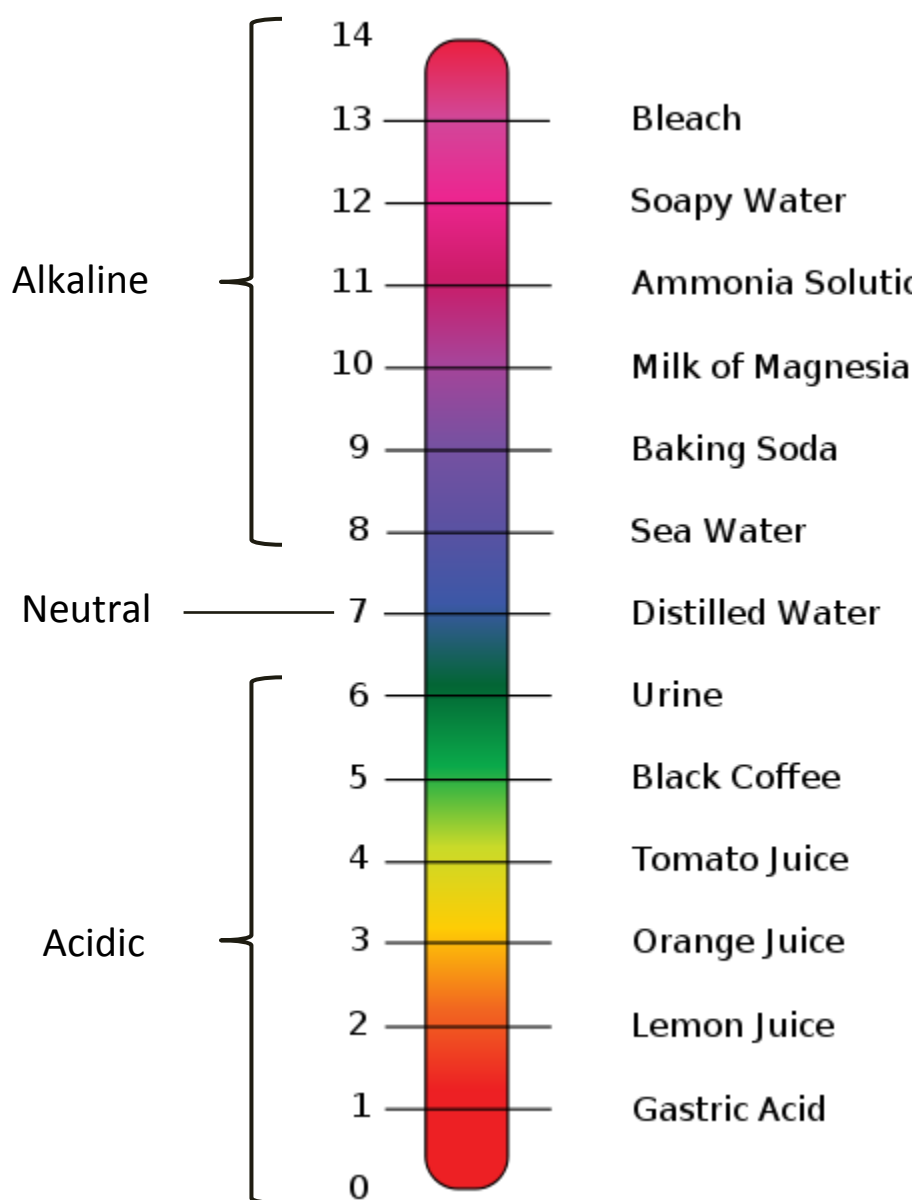 14
13 Bleach
12 Soapy Water
Alkaline
11 Ammonia
10 Milk of Magnesia
9 Baking Soda
8 Sea Water
Neutral 7 Distilled Water
6 Urine
5 Black Coffee
4 Tomato Juice
Acidic
3 Orange Juice
2 Lemon Juice
1 Gastric Acid
0